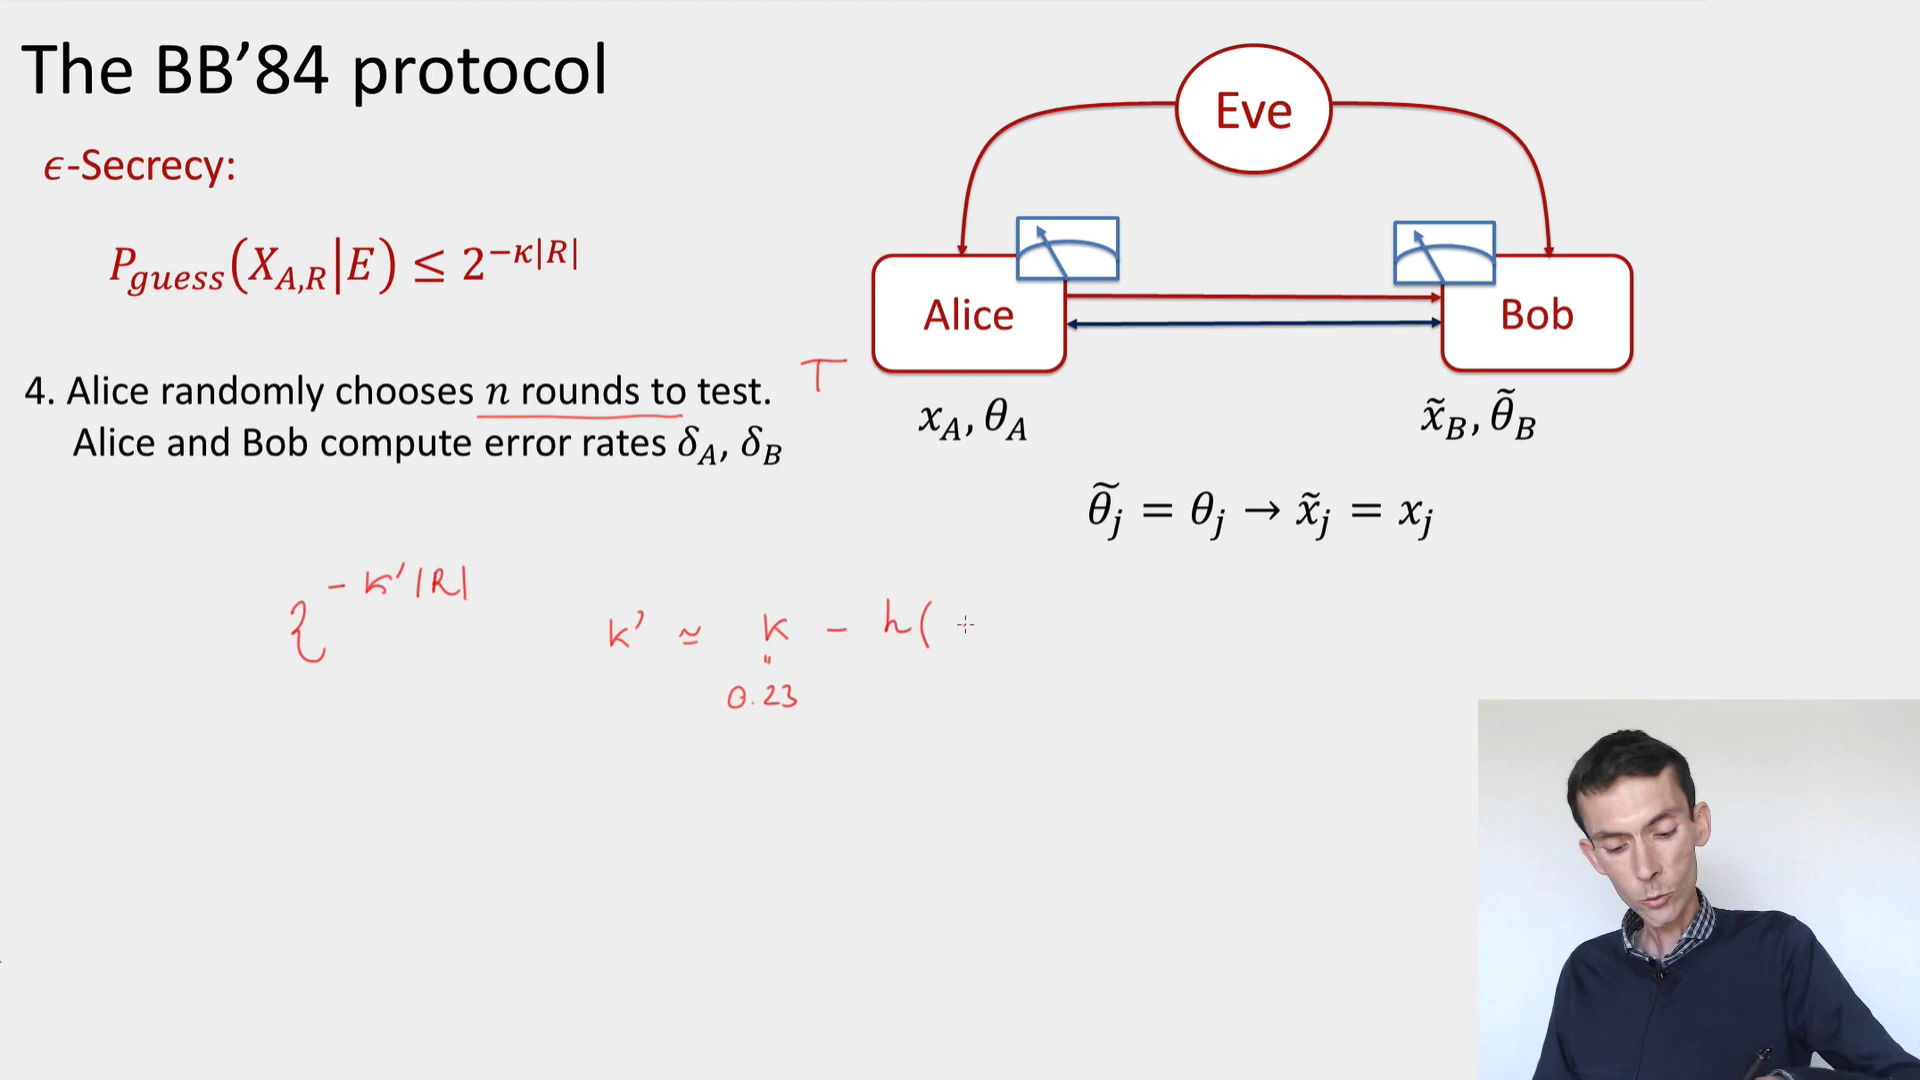 The BB’84 protocol
Eve
ϵ-Secrecy:
P_guess(X_A,R|E) ≤ 2^−κ|R|
Alice
Bob
4. Alice randomly chooses n rounds to test. T
Alice and Bob compute error rates δ_A, δ_B
x_A, θ_A
x̃_B, θ̃_B
θ̃_j = θ_j → x̃_j = x_j
2^-κ'|R|
κ' ≃ κ - h(
"
0.23